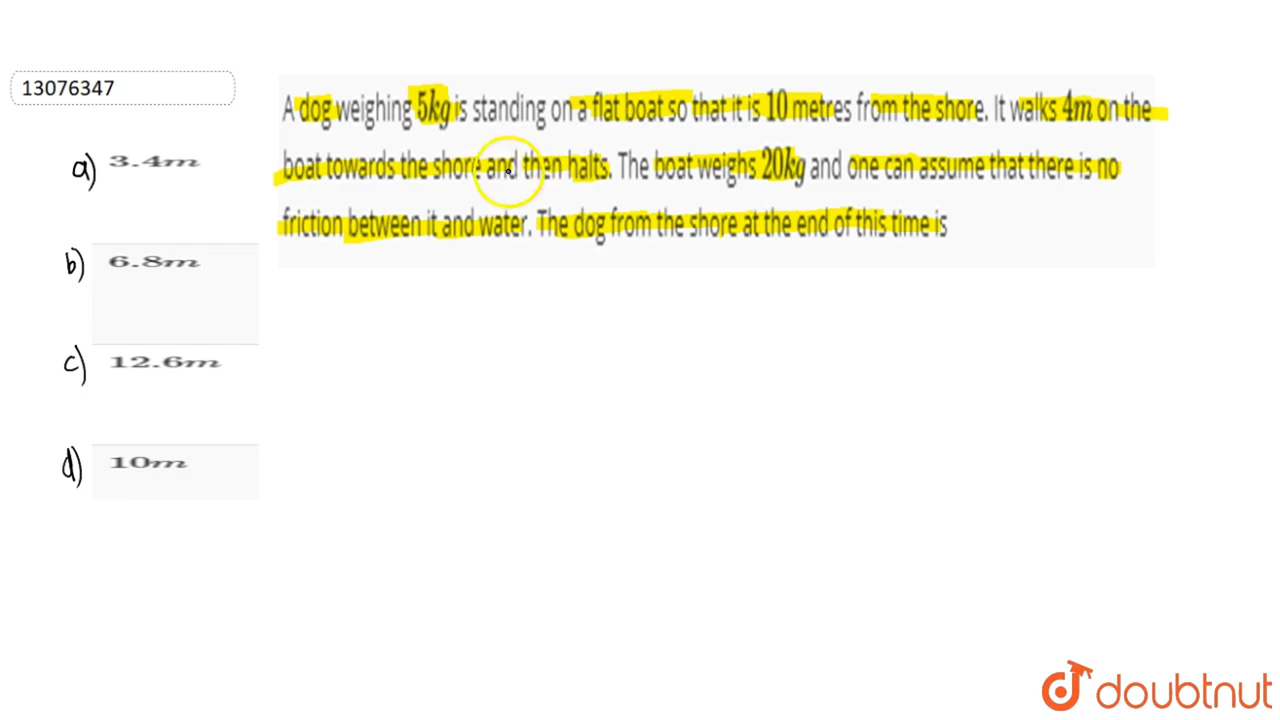 13076347
A dog weighing 5kg is standing on a flat boat so that it is 10 metres from the shore. It walks 4m on the
boat towards the shore and then halts. The boat weighs 20kg and one can assume that there is no
friction between it and water. The dog from the shore at the end of this time is
a) 3.4m
b) 6.8m
c) 12.6m
d) 10m
doubtnut